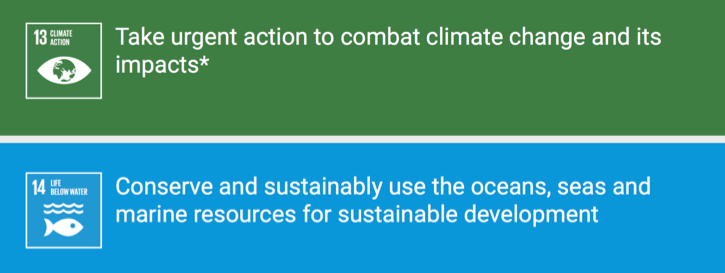 13 CLIMATE
ACTION
Take urgent action to combat climate change and its
impacts*
14 LIFE
BELOW WATER
Conserve and sustainably use the oceans, seas and
marine resources for sustainable development